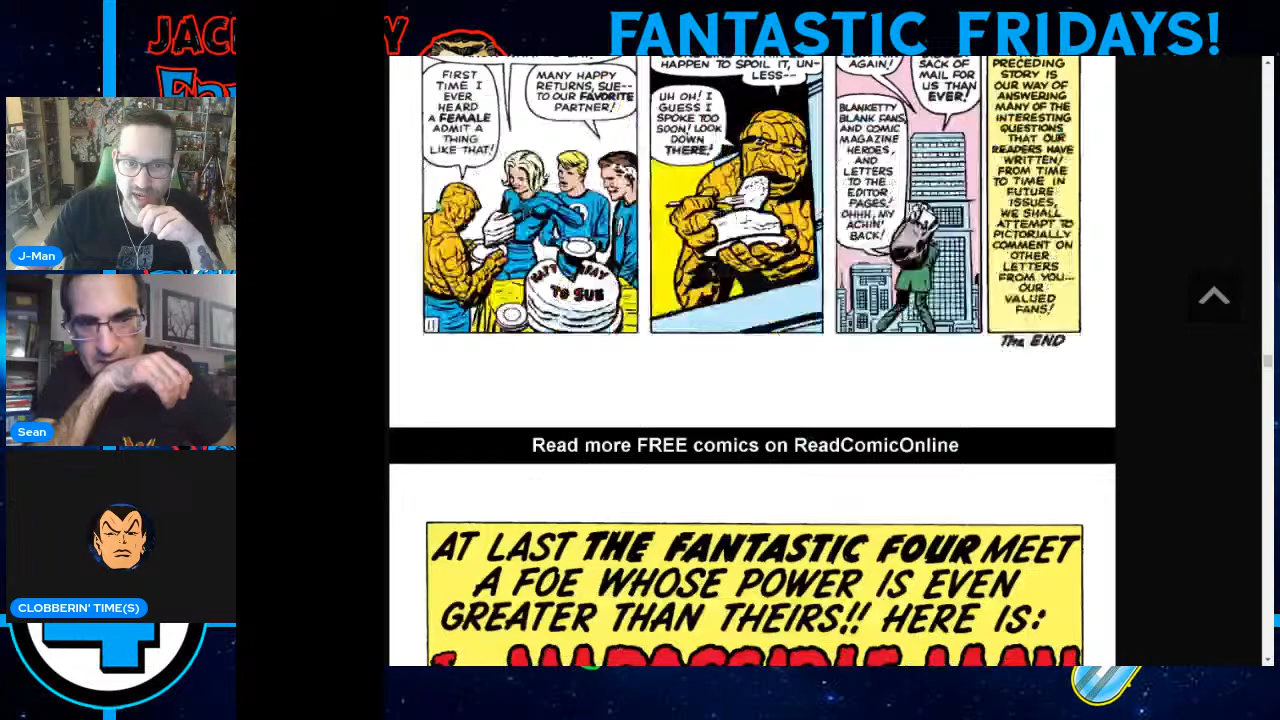 FANTASTIC FRIDAYS!
J-Man
Sean
CLOBBERIN' TIME(S)
FIRST
TIME I
EVER
HEARD
A FEMALE
ADMIT A
THING
LIKE THAT!
MANY HAPPY
RETURNS, SUE--
TO OUR FAVORITE
PARTNER!
TO SUE
11
HAPPEN TO SPOIL IT, UN-
LESS--
UH OH! I
GUESS I
SPOKE TOO
SOON! LOOK
DOWN
THERE!
AGAIN!
SACK OF
MAIL FOR
US THAN
EVER!
BLANKETTY
BLANK FANS,
AND COMIC
MAGAZINE
HEROES,
AND
LETTERS
TO THE
EDITOR
PAGES!
OHHH, MY
ACHIN'
BACK!
PRECEDING
STORY IS
OUR WAY OF
ANSWERING
MANY OF THE
INTERESTING
QUESTIONS
THAT OUR
READERS HAVE
WRITTEN!
FROM TIME
TO TIME IN
FUTURE
ISSUES,
WE SHALL
ATTEMPT TO
PICTORIALLY
COMMENT ON
OTHER
LETTERS
FROM YOU...
OUR
VALUED
FANS!
The END
Read more FREE comics on ReadComicOnline
AT LAST THE FANTASTIC FOUR MEET
A FOE WHOSE POWER IS EVEN
GREATER THAN THEIRS!! HERE IS:
IMPOSSIBLE MAN